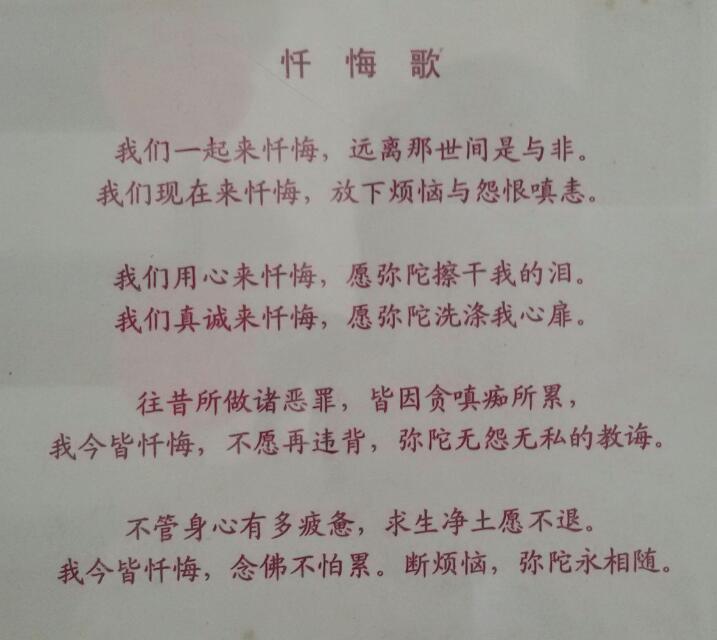 忏悔歌
我们一起来忏悔，远离那世间是与非。
我们现在来忏悔，放下烦恼与怨恨嗔恚。
我们用心来忏悔，愿弥陀擦干我的泪。
我们真诚来忏悔，愿弥陀洗涤我心扉。
往昔所做诸恶罪，皆因贪嗔痴所累，
我今皆忏悔，不愿再违背，弥陀无怨无私的教诲。
不管身心有多疲惫，求生净土愿不退。
我今皆忏悔，念佛不怕累。断烦恼，弥陀永相随。